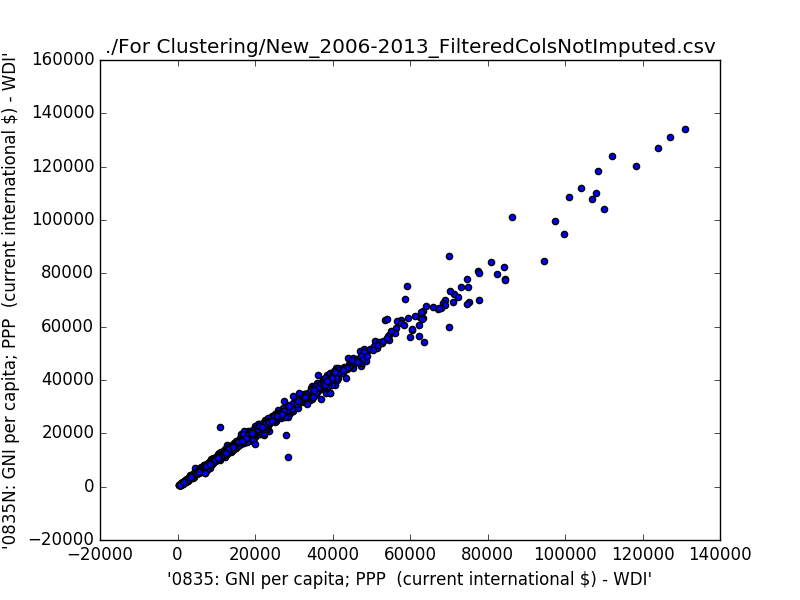 ./For Clustering/New_2006-2013_FilteredColsNotImputed.csv
160000
140000
120000
100000
80000
60000
40000
20000
0
−20000
'0835N: GNI per capita; PPP  (current international $) - WDI'
−20000 0 20000 40000 60000 80000 100000 120000 140000
'0835: GNI per capita; PPP  (current international $) - WDI'